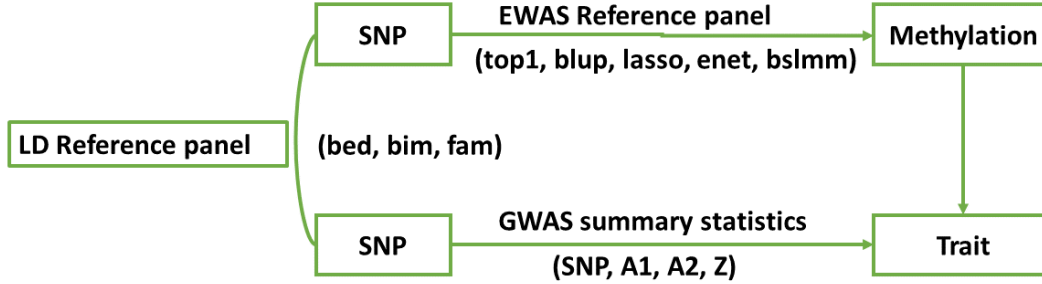 EWAS Reference panel
SNP
Methylation
(top1, blup, lasso, enet, bslmm)
LD Reference panel
(bed, bim, fam)
GWAS summary statistics
SNP
Trait
(SNP, A1, A2, Z)